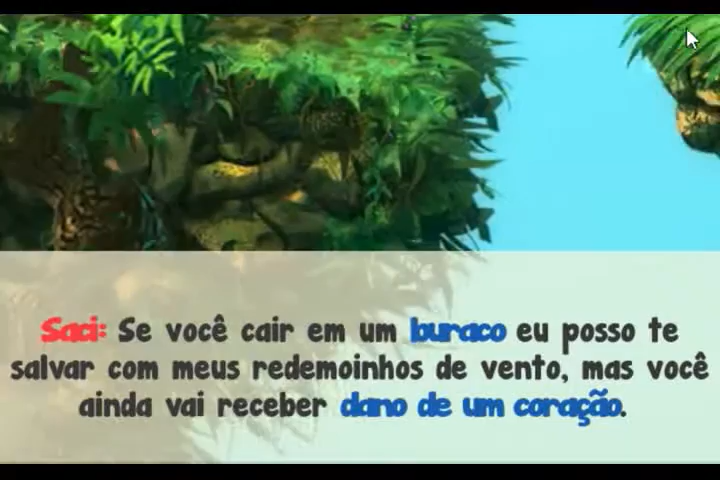 Saci: Se você cair em um buraco eu posso te
salvar com meus redemoinhos de vento, mas você
ainda vai receber dano de um coração.